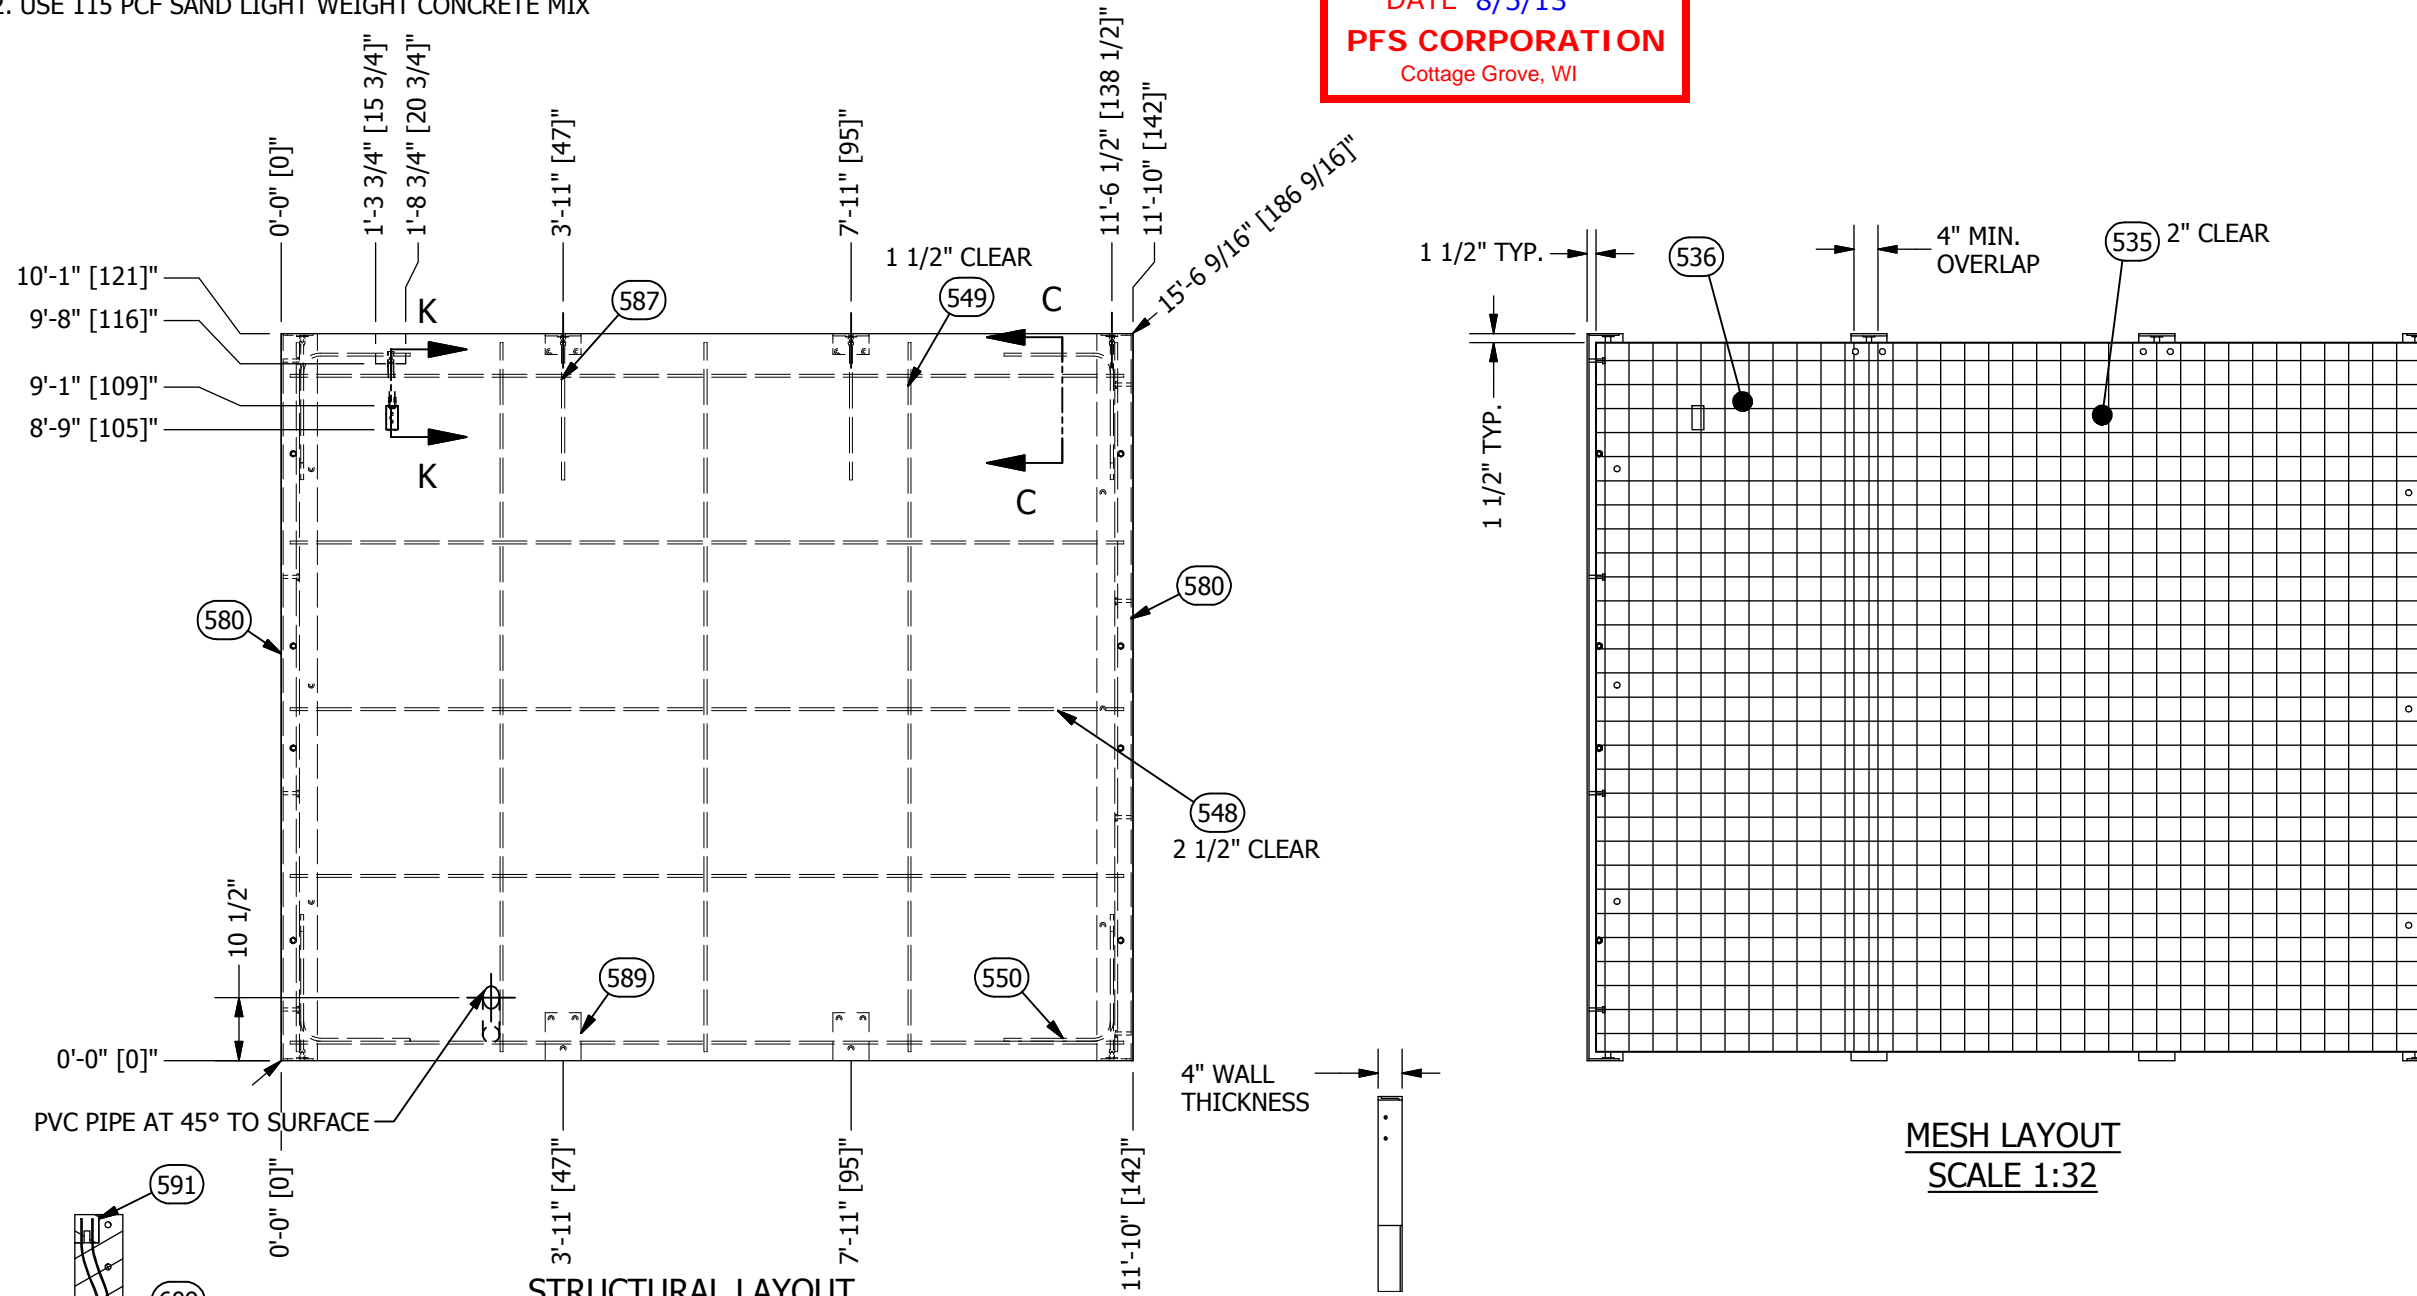 2. USE 115 PCF SAND LIGHT WEIGHT CONCRETE MIX
DATE 8/5/13
PFS CORPORATION
Cottage Grove, WI
0'-0" [0]"
1'-3 3/4" [15 3/4]"
1'-8 3/4" [20 3/4]"
3'-11" [47]"
7'-11" [95]"
11'-6 1/2" [138 1/2]"
11'-10" [142]"
15'-6 9/16" [186 9/16]"
10'-1" [121]"
9'-8" [116]"
9'-1" [109]"
8'-9" [105]"
K
K
587
1 1/2" CLEAR
549
C
C
580
580
548
2 1/2" CLEAR
10 1/2"
589
550
0'-0" [0]"
PVC PIPE AT 45° TO SURFACE
0'-0" [0]"
3'-11" [47]"
7'-11" [95]"
11'-10" [142]"
591
STRUCTURAL LAYOUT
4" WALL
THICKNESS
1 1/2" TYP.
536
4" MIN.
OVERLAP
535
2" CLEAR
1 1/2" TYP.
MESH LAYOUT
SCALE 1:32